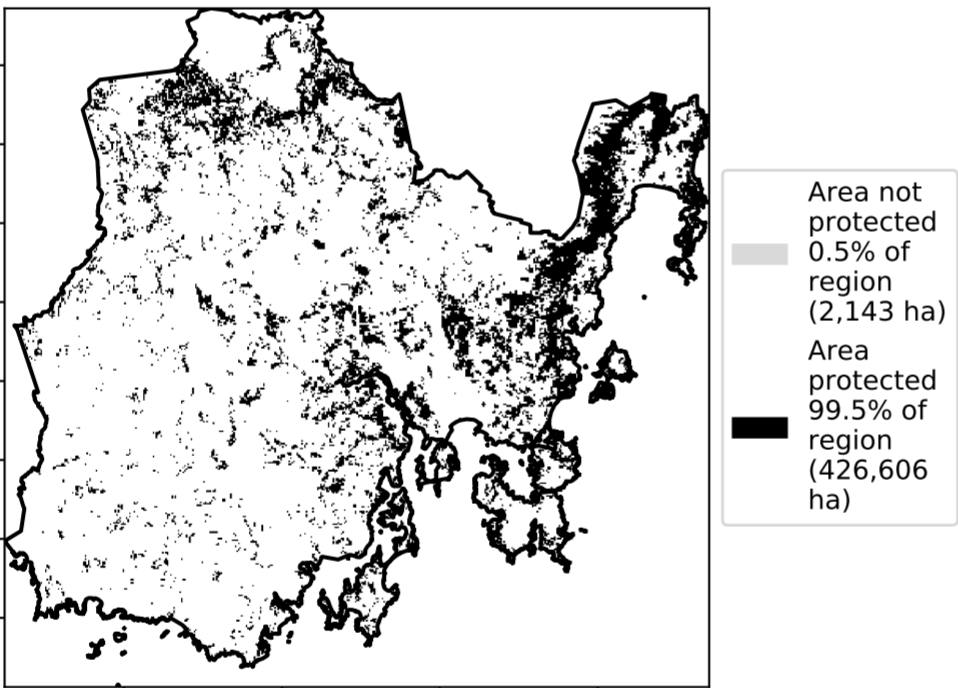 Area not
protected
0.5% of
region
(2,143 ha)
Area
protected
99.5% of
region
(426,606
ha)